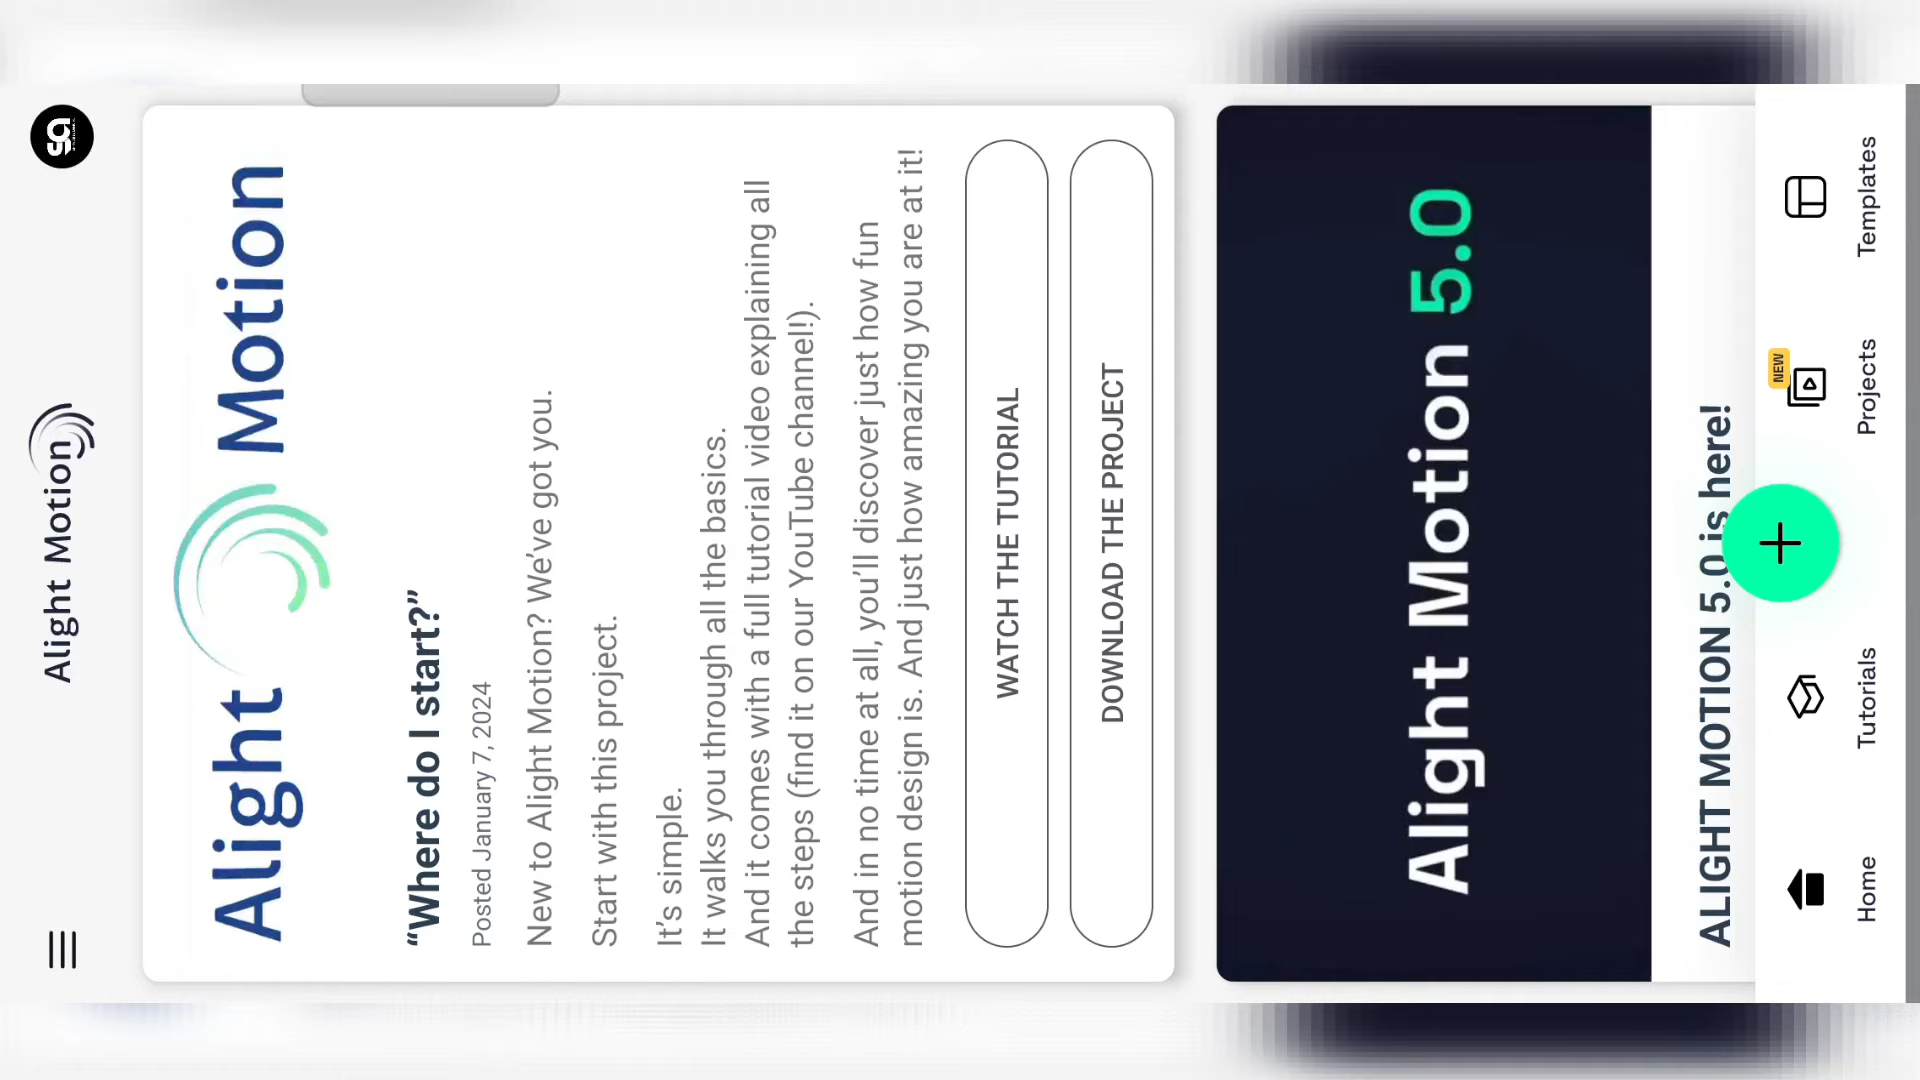 Alight Motion
Alight Motion
“Where do I start?”
Posted January 7, 2024
New to Alight Motion? We’ve got you.
Start with this project.
It’s simple.
It walks you through all the basics.
And it comes with a full tutorial video explaining all
the steps (find it on our YouTube channel!).
And in no time at all, you’ll discover just how fun
motion design is. And just how amazing you are at it!
WATCH THE TUTORIAL
DOWNLOAD THE PROJECT
Alight Motion 5.0
ALIGHT MOTION 5.0 is here!
NEW
Home
Tutorials
Projects
Templates